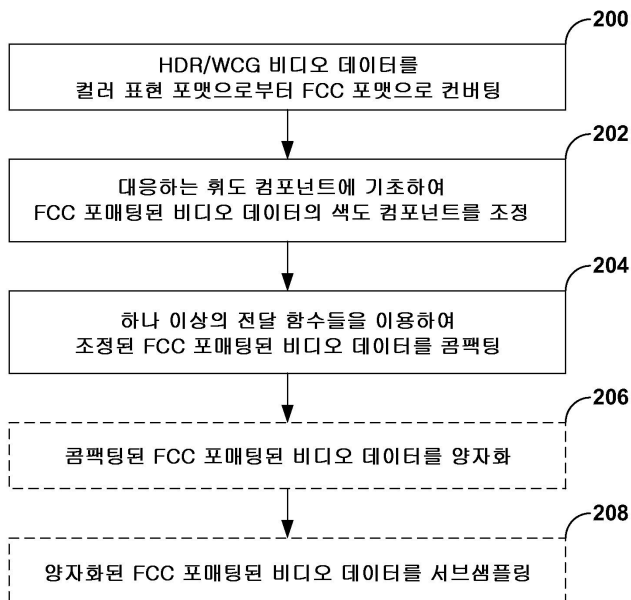 200
HDR/WCG 비디오 데이터를
컬러 표현 포맷으로부터 FCC 포맷으로 컨버팅
202
대응하는 휘도 컴포넌트에 기초하여
FCC 포매팅된 비디오 데이터의 색도 컴포넌트를 조정
204
하나 이상의 전달 함수들을 이용하여
조정된 FCC 포매팅된 비디오 데이터를 콤팩팅
206
콤팩팅된 FCC 포매팅된 비디오 데이터를 양자화
208
양자화된 FCC 포매팅된 비디오 데이터를 서브샘플링